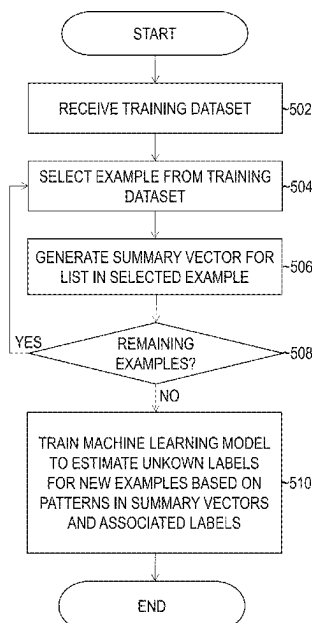 START
RECEIVE TRAINING DATASET
502
SELECT EXAMPLE FROM TRAINING
DATASET
504
GENERATE SUMMARY VECTOR FOR
LIST IN SELECTED EXAMPLE
506
YES
REMAINING
EXAMPLES?
508
NO
TRAIN MACHINE LEARNING MODEL
TO ESTIMATE UNKOWN LABELS
FOR NEW EXAMPLES BASED ON
PATTERNS IN SUMMARY VECTORS
AND ASSOCIATED LABELS
510
END